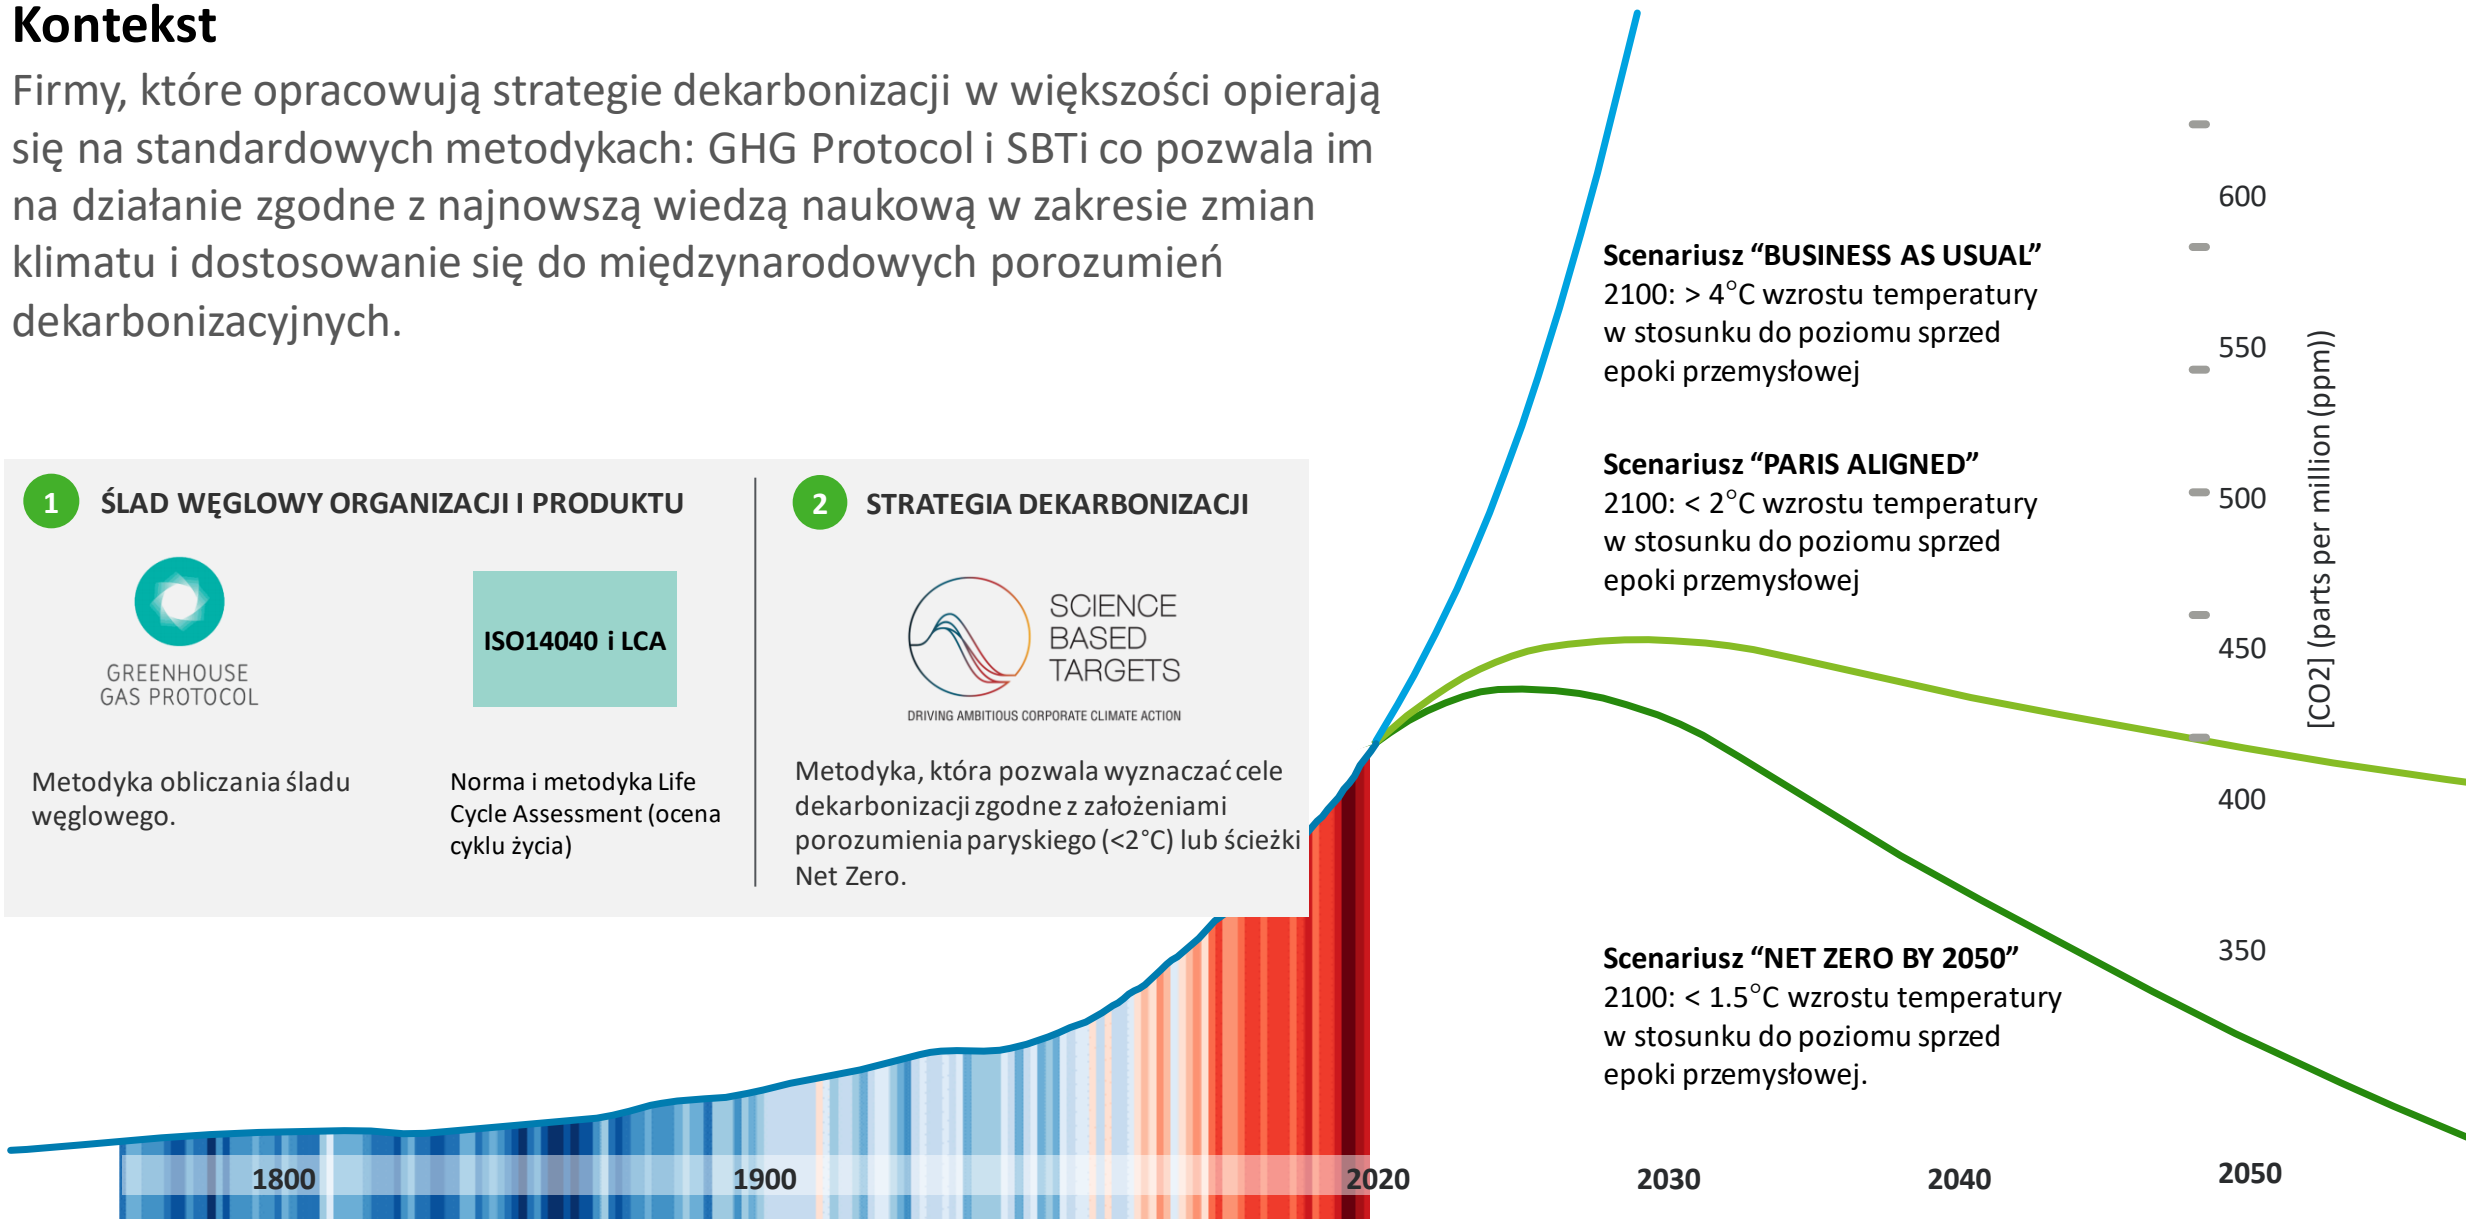 Kontekst
Firmy, które opracowują strategie dekarbonizacji w większości opierają
się na standardowych metodykach: GHG Protocol i SBTi co pozwala im
na działanie zgodne z najnowszą wiedzą naukową w zakresie zmian
klimatu i dostosowanie się do międzynarodowych porozumień
dekarbonizacyjnych.
1 ŚLAD WĘGLOWY ORGANIZACJI I PRODUKTU
GREENHOUSE
GAS PROTOCOL
ISO14040 i LCA
Metodyka obliczania śladu
węglowego.
Norma i metodyka Life
Cycle Assessment (ocena
cyklu życia)
2 STRATEGIA DEKARBONIZACJI
SCIENCE
BASED
TARGETS
DRIVING AMBITIOUS CORPORATE CLIMATE ACTION
Metodyka, która pozwala wyznaczać cele
dekarbonizacji zgodne z założeniami
porozumienia paryskiego (<2°C) lub ścieżki
Net Zero.
Scenariusz “BUSINESS AS USUAL”
2100: > 4°C wzrostu temperatury
w stosunku do poziomu sprzed
epoki przemysłowej
Scenariusz “PARIS ALIGNED”
2100: < 2°C wzrostu temperatury
w stosunku do poziomu sprzed
epoki przemysłowej
Scenariusz “NET ZERO BY 2050”
2100: < 1.5°C wzrostu temperatury
w stosunku do poziomu sprzed
epoki przemysłowej.
600
550
500
450
400
350
[CO2] (parts per million (ppm))
1800
1900
2020
2030
2040
2050